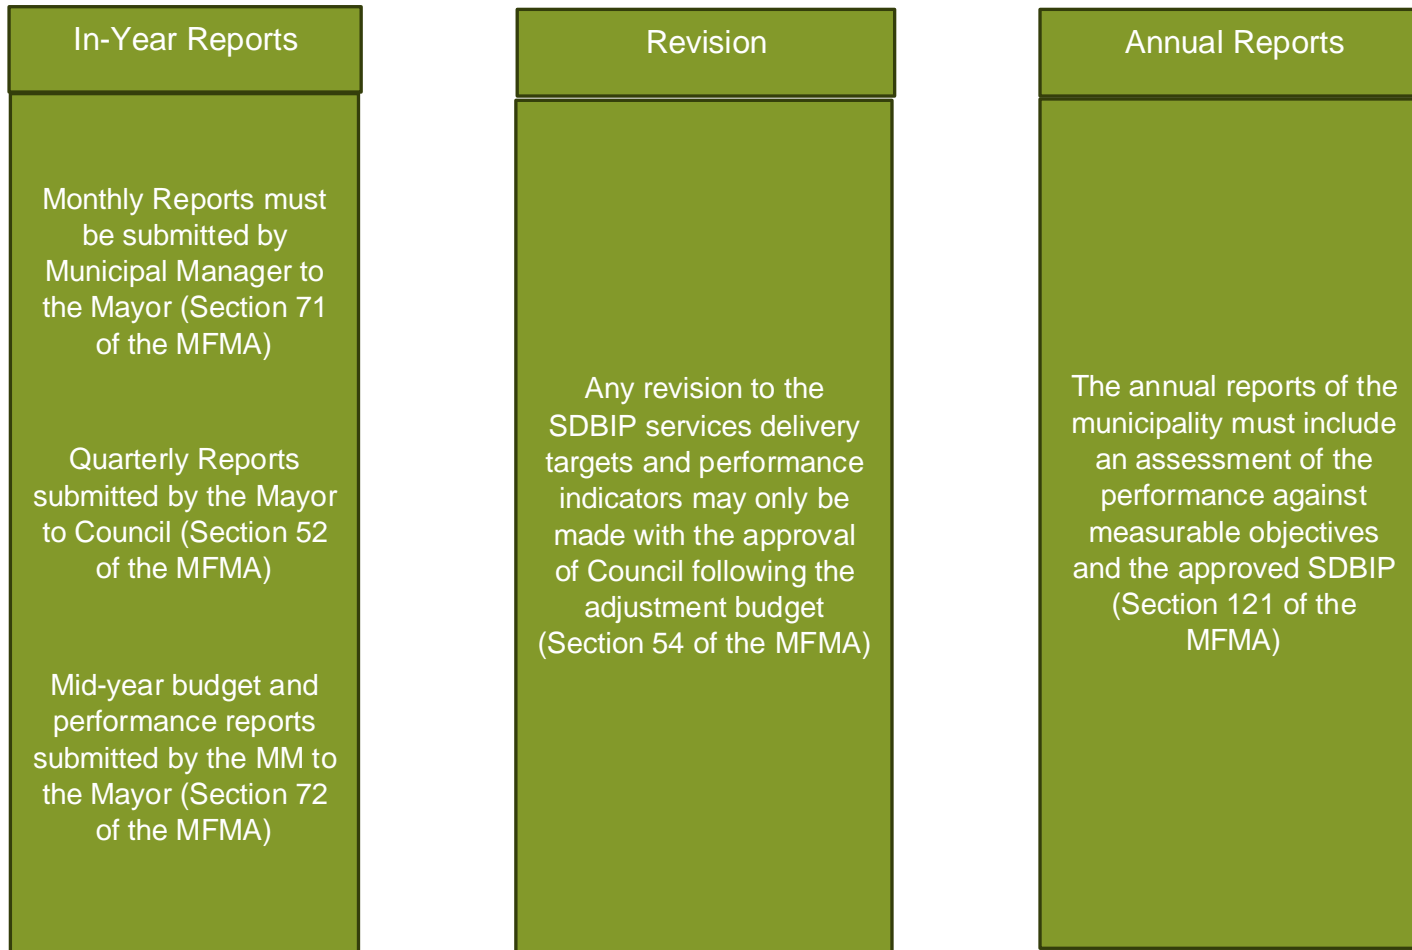 In-Year Reports
Monthly Reports must
be submitted by
Municipal Manager to
the Mayor (Section 71
of the MFMA)
Quarterly Reports
submitted by the Mayor
to Council (Section 52
of the MFMA)
Mid-year budget and
performance reports
submitted by the MM to
the Mayor (Section 72
of the MFMA)
Revision
Any revision to the
SDBIP services delivery
targets and performance
indicators may only be
made with the approval
of Council following the
adjustment budget
(Section 54 of the MFMA)
Annual Reports
The annual reports of the
municipality must include
an assessment of the
performance against
measurable objectives
and the approved SDBIP
(Section 121 of the
MFMA)